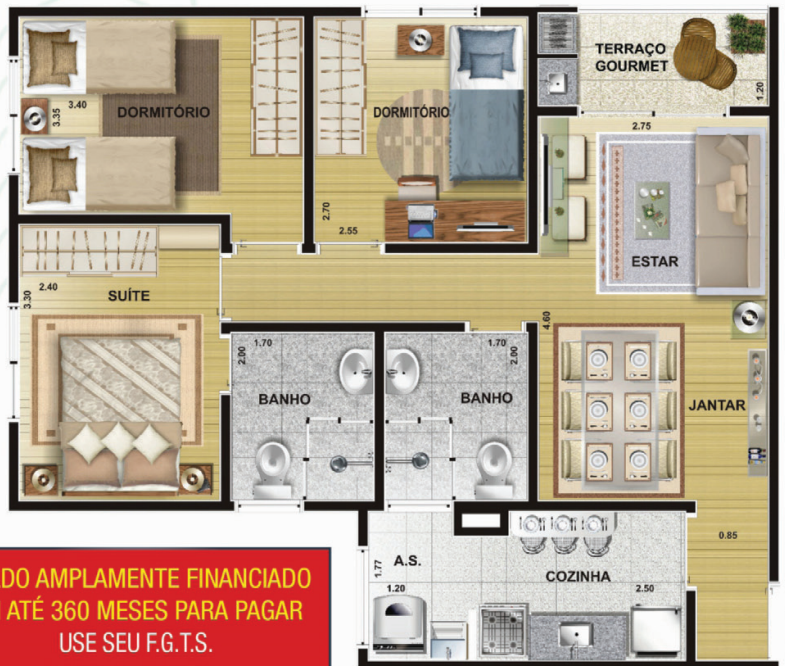 TERRAÇO
GOURMET
1.20
3.40
3.35
DORMITÓRIO
DORMITÓRIO
2.75
2.70
2.55
ESTAR
2.40
3.30
SUÍTE
4.60
1.70
2.00
BANHO
1.70
2.00
BANHO
JANTAR
0.85
A.S.
1.77
1.20
COZINHA
2.50
DO AMPLAMENTE FINANCIADO
ATÉ 360 MESES PARA PAGAR
USE SEU F.G.T.S.